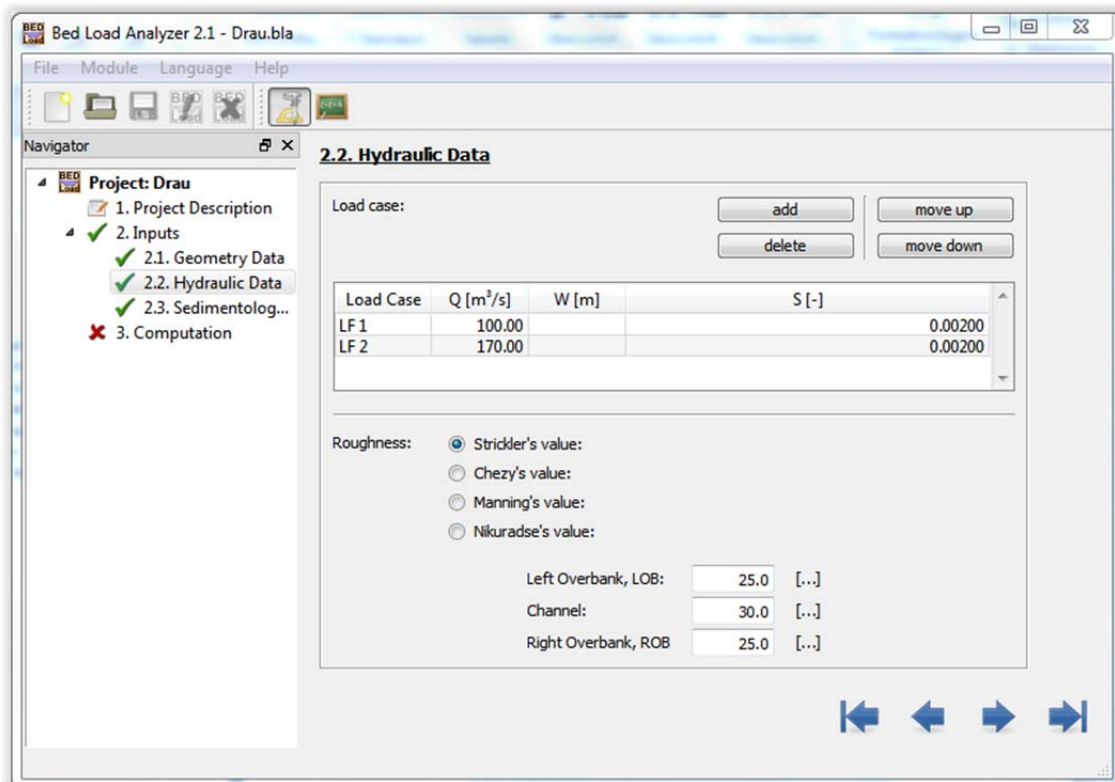 Bed Load Analyzer 2.1 - Drau.bla
File Module Language Help
Navigator
Project: Drau
1. Project Description
2. Inputs
2.1. Geometry Data
2.2. Hydraulic Data
2.3. Sedimentolog...
3. Computation
2.2. Hydraulic Data
Load case:
add
move up
delete
move down
Load Case Q [m³/s] W [m] S [-]
LF 1 100.00 0.00200
LF 2 170.00 0.00200
Roughness:
Strickler's value:
Chezy's value:
Manning's value:
Nikuradse's value:
Left Overbank, LOB: 25.0 [...]
Channel: 30.0 [...]
Right Overbank, ROB 25.0 [...]